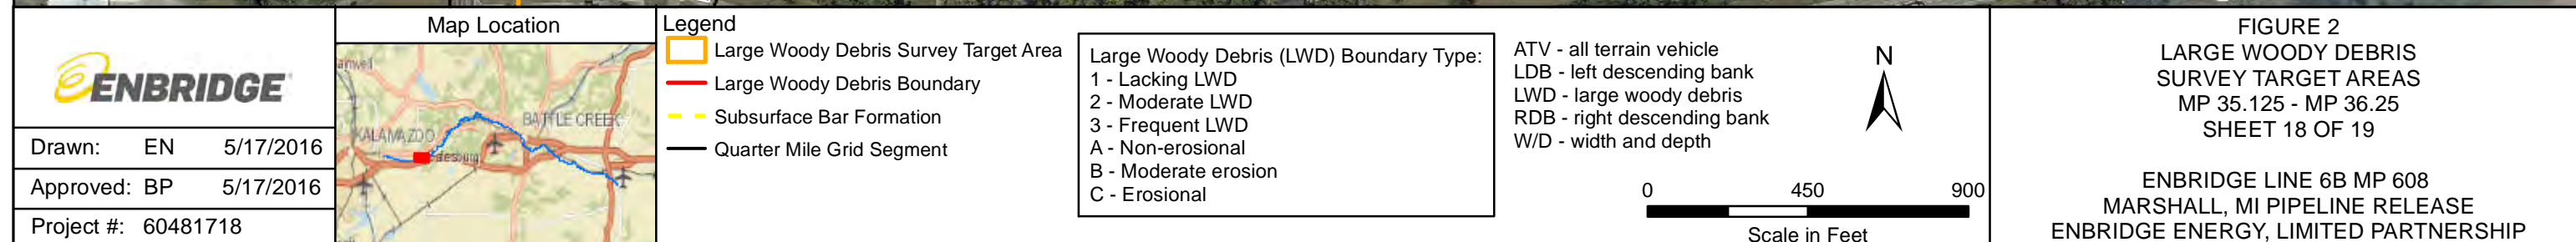 ENBRIDGE
Drawn: EN 5/17/2016
Approved: BP 5/17/2016
Project #: 60481718
Map Location
KALAMAZOO
BATTLE CREEK
Legend
Large Woody Debris Survey Target Area
Large Woody Debris Boundary
Subsurface Bar Formation
Quarter Mile Grid Segment
Large Woody Debris (LWD) Boundary Type:
1 - Lacking LWD
2 - Moderate LWD
3 - Frequent LWD
A - Non-erosional
B - Moderate erosion
C - Erosional
ATV - all terrain vehicle
LDB - left descending bank
LWD - large woody debris
RDB - right descending bank
W/D - width and depth
N
0 450 900
Scale in Feet
FIGURE 2
LARGE WOODY DEBRIS
SURVEY TARGET AREAS
MP 35.125 - MP 36.25
SHEET 18 OF 19
ENBRIDGE LINE 6B MP 608
MARSHALL, MI PIPELINE RELEASE
ENBRIDGE ENERGY, LIMITED PARTNERSHIP